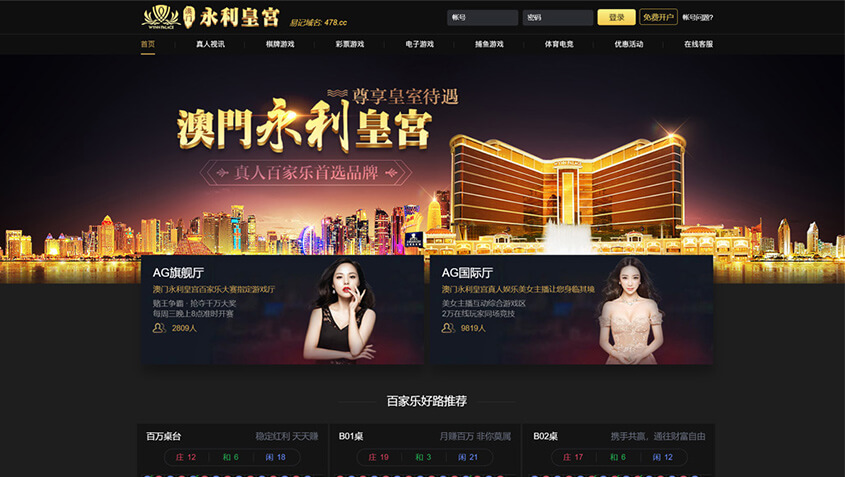 WYNN PALACE 澳门 永利皇宫 易记域名: 478.cc 帐号 密码 登录 免费开户 帐号问题?
首页 真人视讯 棋牌游戏 彩票游戏 电子游戏 捕鱼游戏 体育电竞 优惠活动 在线客服
尊享皇室待遇
澳門永利皇宮
真人百家乐首选品牌
AG旗舰厅
澳门永利皇宫百家乐大赛指定游戏厅
赌王争霸 · 抢夺千万大奖
每周三晚上8点准时开赛
2809人
AG国际厅
澳门永利皇宫真人娱乐美女主播让您身临其境
美女主播互动综合游戏区
2万在线玩家同场竞技
9819人
百家乐好路推荐
百万桌台 稳定红利 天天赚
庄 12 和 6 闲 18
B01桌 月赚百万 非你莫属
庄 19 和 3 闲 21
B02桌 携手共赢，通往财富自由
庄 17 和 6 闲 12